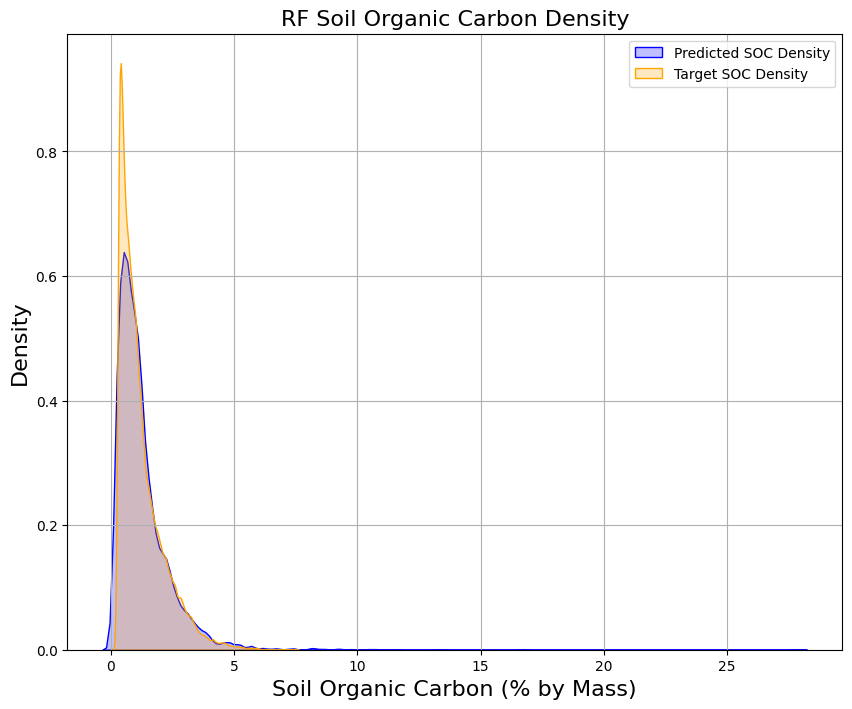 RF Soil Organic Carbon Density
Predicted SOC Density
Target SOC Density
Density
0.8
0.6
0.4
0.2
0.0
0 5 10 15 20 25
Soil Organic Carbon (% by Mass)